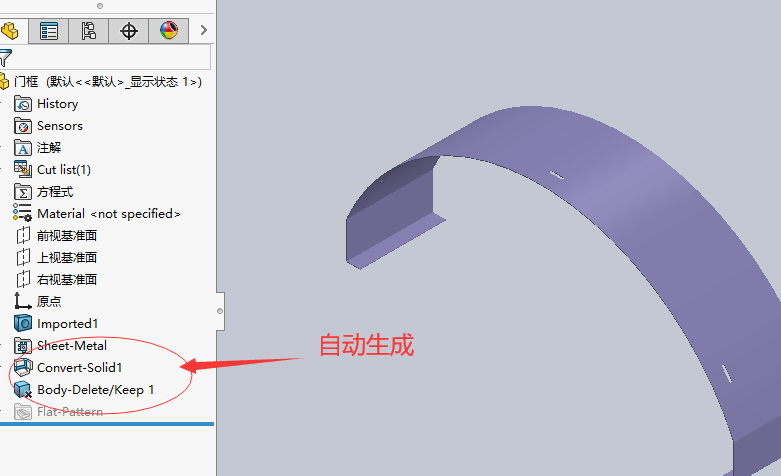 门框 (默认<<默认>_显示状态 1>)
History
Sensors
注解
Cut list(1)
方程式
Material <not specified>
前视基准面
上视基准面
右视基准面
原点
Imported1
Sheet-Metal
Convert-Solid1
Body-Delete/Keep 1
Flat-Pattern
自动生成